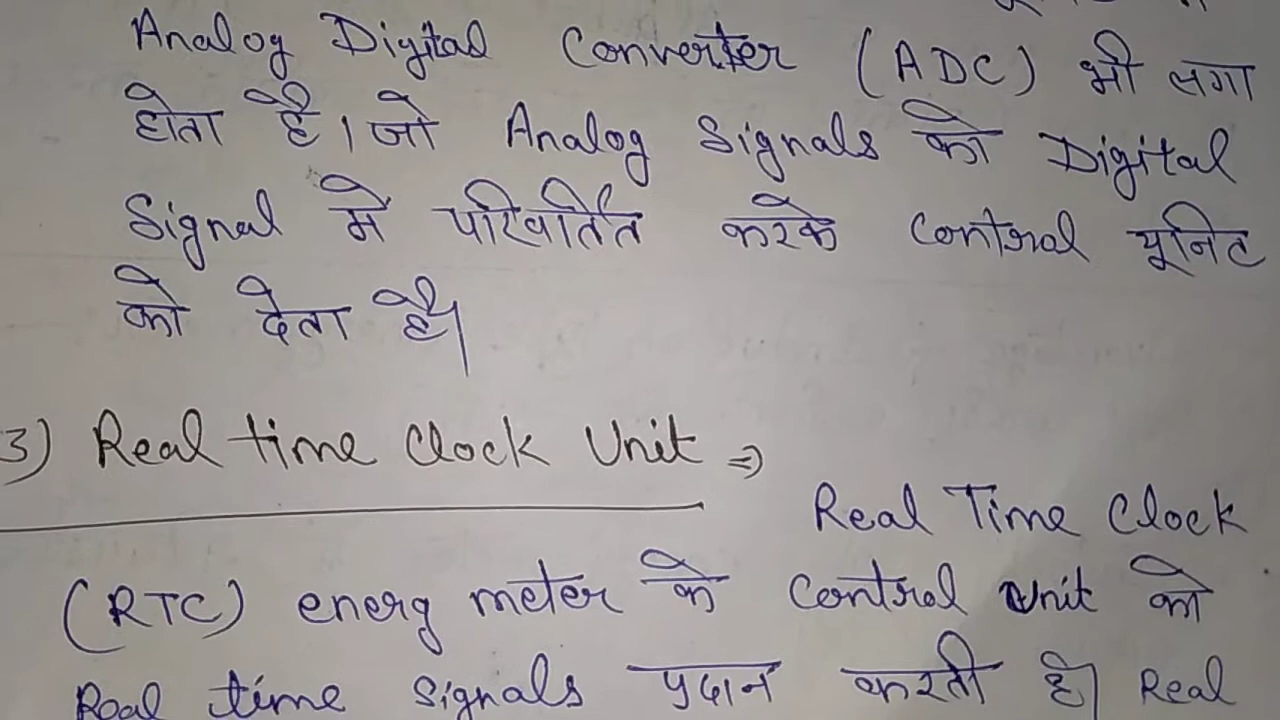 Analog Digital Converter (ADC) भी लगा
होता है। जो Analog Signals को Digital
Signal मे परिवर्तित करके Control यूनिट
को देता है।
3) Real time Clock Unit ⇒
Real Time Clock
(RTC) energy meter के Control unit को
Real time Signals प्रदान करती है। Real